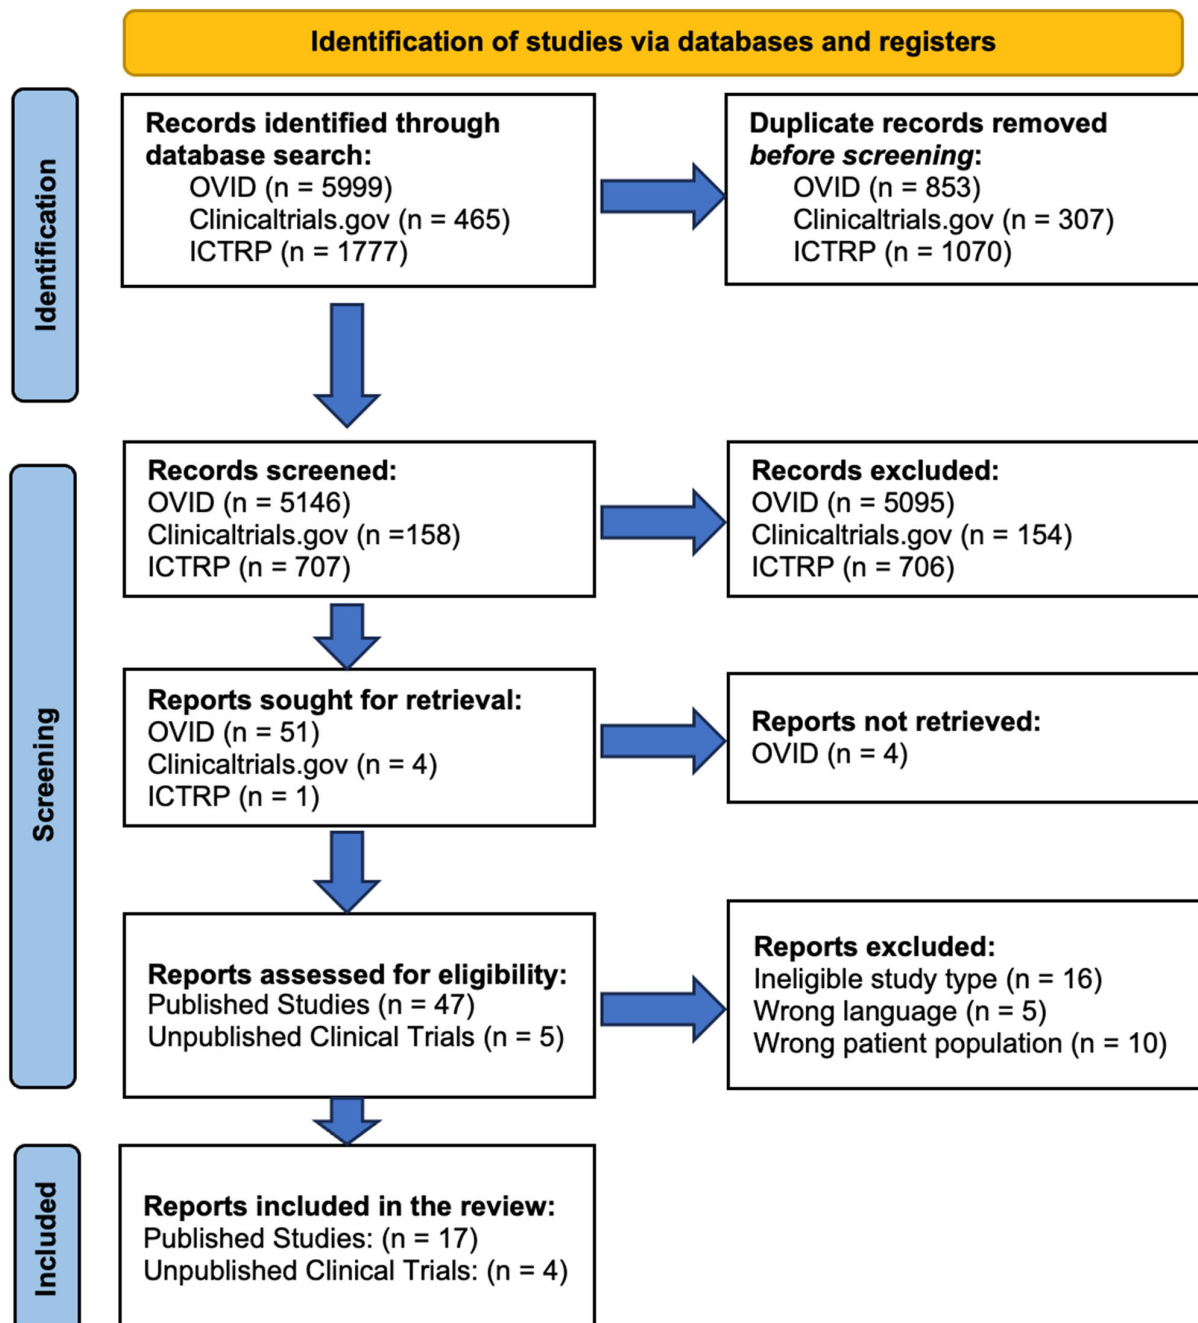 Identification of studies via databases and registers
Identification
Records identified through
database search:
OVID (n = 5999)
Clinicaltrials.gov (n = 465)
ICTRP (n = 1777)
Duplicate records removed
before screening:
OVID (n = 853)
Clinicaltrials.gov (n = 307)
ICTRP (n = 1070)
Screening
Records screened:
OVID (n = 5146)
Clinicaltrials.gov (n =158)
ICTRP (n = 707)
Records excluded:
OVID (n = 5095)
Clinicaltrials.gov (n = 154)
ICTRP (n = 706)
Reports sought for retrieval:
OVID (n = 51)
Clinicaltrials.gov (n = 4)
ICTRP (n = 1)
Reports not retrieved:
OVID (n = 4)
Reports assessed for eligibility:
Published Studies (n = 47)
Unpublished Clinical Trials (n = 5)
Reports excluded:
Ineligible study type (n = 16)
Wrong language (n = 5)
Wrong patient population (n = 10)
Included
Reports included in the review:
Published Studies: (n = 17)
Unpublished Clinical Trials: (n = 4)